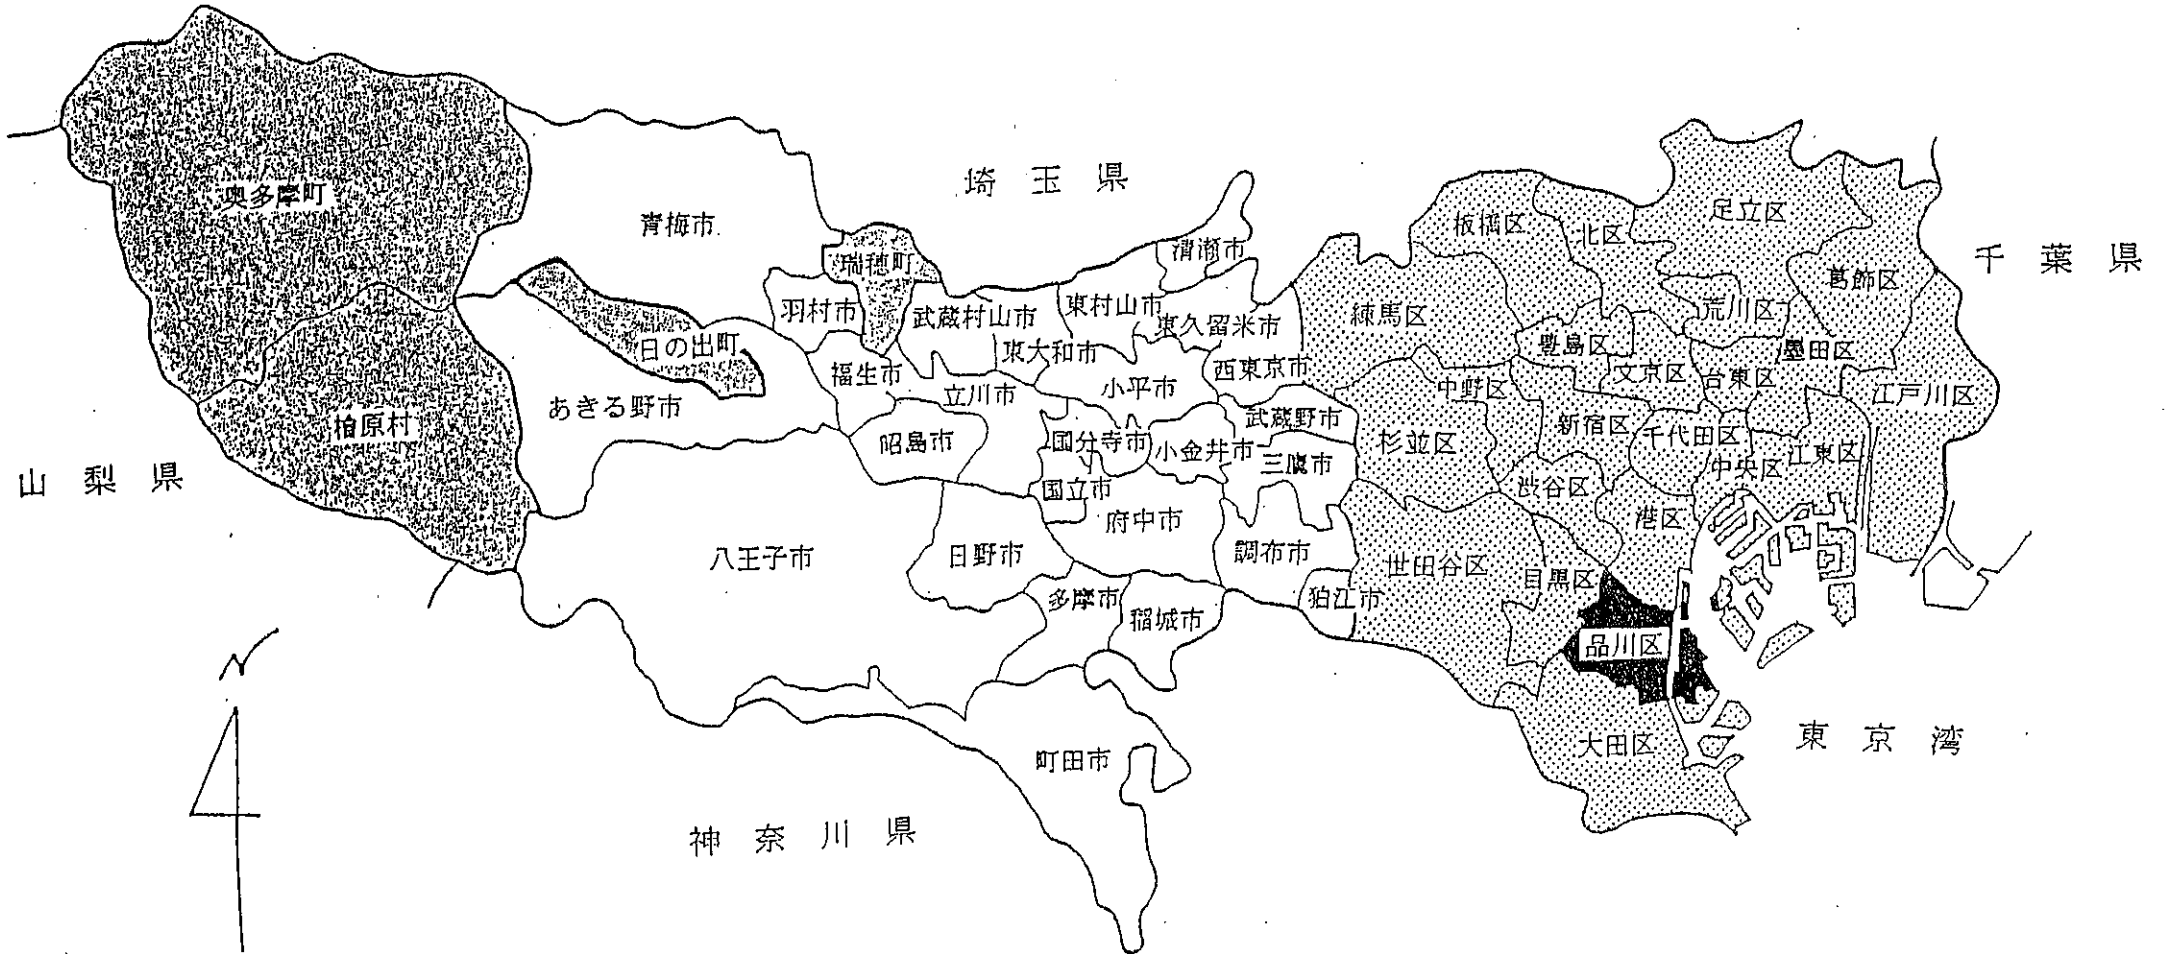 奥多摩町
檜原村
青梅市
瑞穂町
羽村市
日の出町
あきる野市
福生市
武蔵村山市
東大和市
東村山市
清瀬市
東久留米市
西東京市
小平市
立川市
昭島市
国分寺市
国立市
小金井市
武蔵野市
三鷹市
府中市
調布市
狛江市
八王子市
日野市
多摩市
稲城市
町田市
板橋区
北区
足立区
葛飾区
荒川区
練馬区
豊島区
文京区
台東区
墨田区
江戸川区
中野区
杉並区
新宿区
千代田区
中央区
江東区
渋谷区
港区
世田谷区
目黒区
品川区
大田区
埼玉県
千葉県
山梨県
神奈川県
東京湾
N